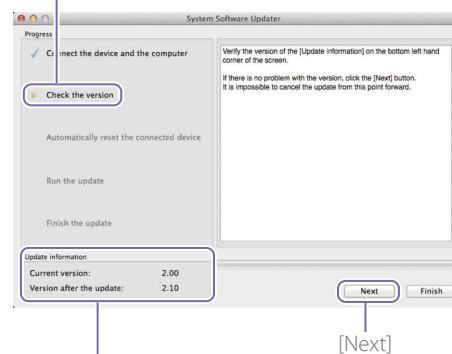 System Software Updater
Progress
Connect the device and the computer
Check the version
Automatically reset the connected device
Run the update
Finish the update
Verify the version of the [Update information] on the bottom left hand
corner of the screen.
If there is no problem with the version, click the [Next] button.
It is impossible to cancel the update from this point forward.
Update information
Current version: 2.00
Version after the update: 2.10
Next
Finish
[Next]